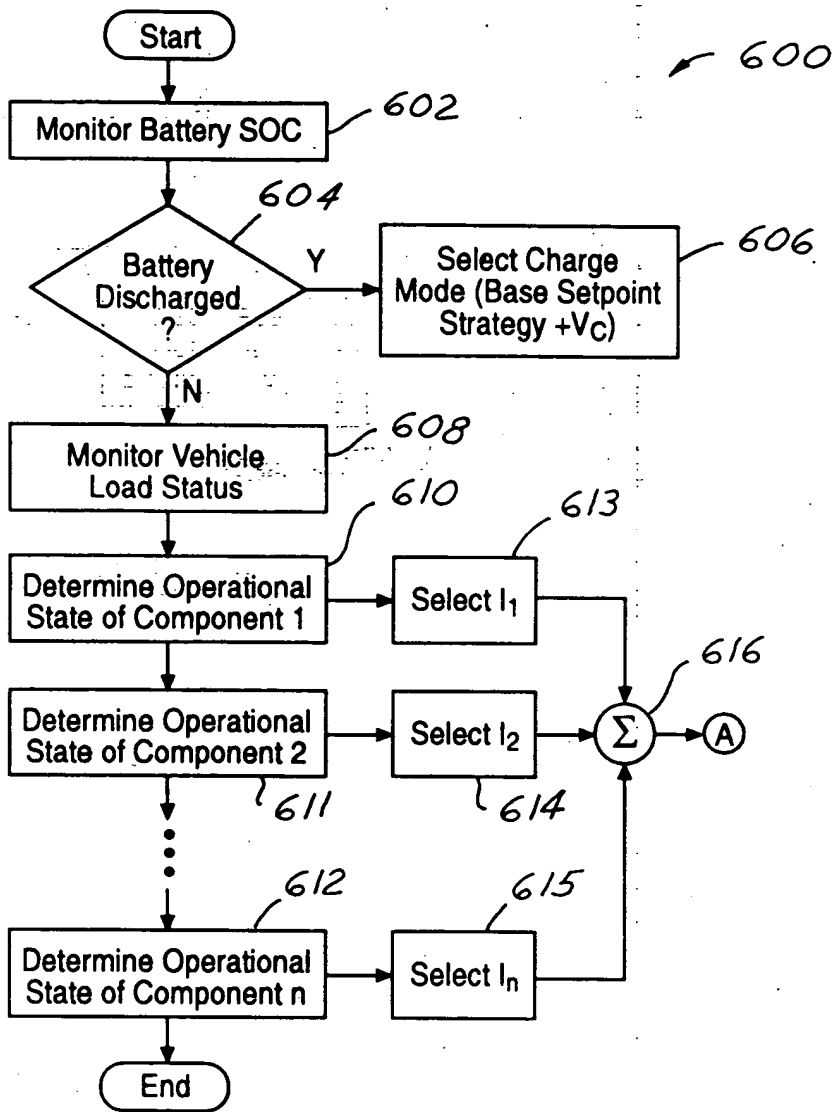 Start
600
602
Monitor Battery SOC
604
Battery
Discharged
?
Y
606
Select Charge
Mode (Base Setpoint
Strategy +VC)
N
608
Monitor Vehicle
Load Status
610
613
Determine Operational
State of Component 1
Select I1
616
Determine Operational
State of Component 2
Select I2
Σ
A
611
614
612
615
Determine Operational
State of Component n
Select In
End